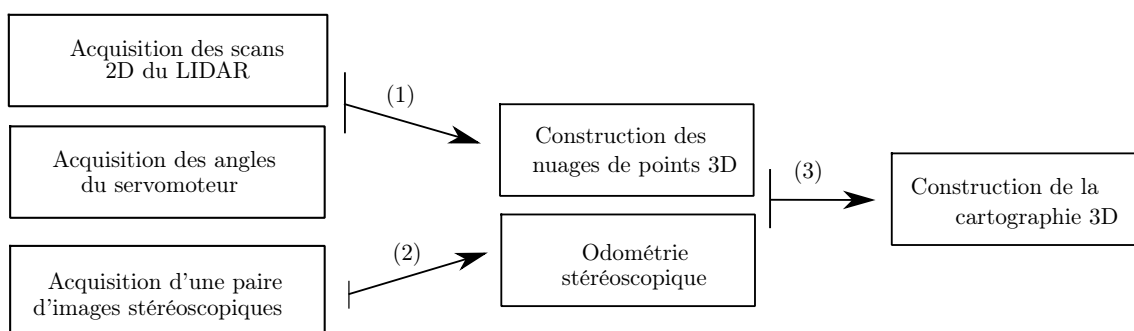 Acquisition des scans
2D du LIDAR
(1)
Acquisition des angles
du servomoteur
Construction des
nuages de points 3D
(3)
Construction de la
cartographie 3D
Acquisition d'une paire
d'images stéréoscopiques
(2)
Odométrie
stéréoscopique